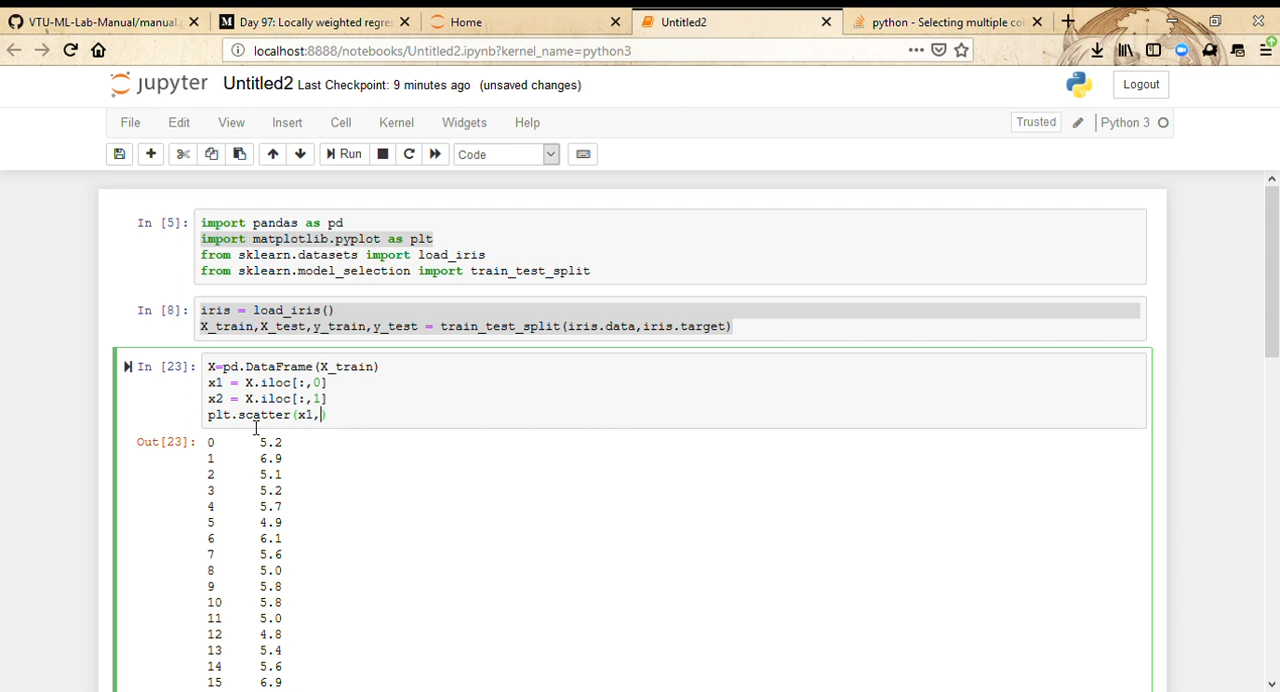 VTU-ML-Lab-Manual/manual.
Day 97: Locally weighted regres
Home
Untitled2
python - Selecting multiple co
localhost:8888/notebooks/Untitled2.ipynb?kernel_name=python3
jupyter Untitled2 Last Checkpoint: 9 minutes ago (unsaved changes)
Logout
File Edit View Insert Cell Kernel Widgets Help
Trusted Python 3
Run Code
In [5]: import pandas as pd
import matplotlib.pyplot as plt
from sklearn.datasets import load_iris
from sklearn.model_selection import train_test_split
In [8]: iris = load_iris()
X_train,X_test,y_train,y_test = train_test_split(iris.data,iris.target)
In [23]: X=pd.DataFrame(X_train)
x1 = X.iloc[:,0]
x2 = X.iloc[:,1]
plt.scatter(x1,)
Out[23]: 0 5.2
1 6.9
2 5.1
3 5.2
4 5.7
5 4.9
6 6.1
7 5.6
8 5.0
9 5.8
10 5.8
11 5.0
12 4.8
13 5.4
14 5.6
15 6.9